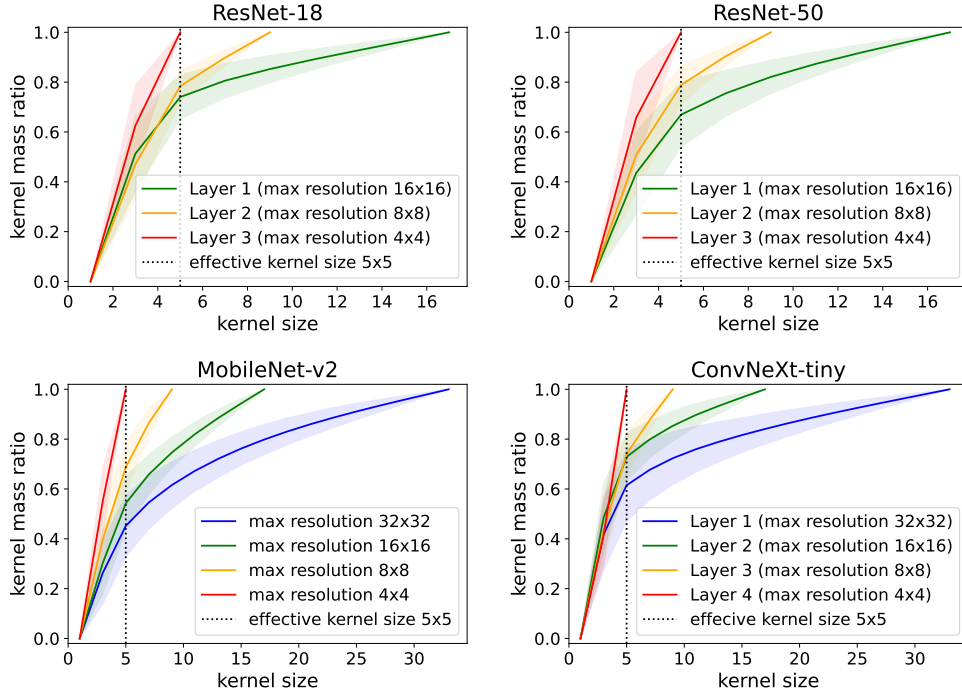 ResNet-18
kernel mass ratio
1.0
0.8
0.6
0.4
0.2
0.0
Layer 1 (max resolution 16x16)
Layer 2 (max resolution 8x8)
Layer 3 (max resolution 4x4)
effective kernel size 5x5
0 2 4 6 8 10 12 14 16
kernel size
ResNet-50
kernel mass ratio
1.0
0.8
0.6
0.4
0.2
0.0
Layer 1 (max resolution 16x16)
Layer 2 (max resolution 8x8)
Layer 3 (max resolution 4x4)
effective kernel size 5x5
0 2 4 6 8 10 12 14 16
kernel size
MobileNet-v2
kernel mass ratio
1.0
0.8
0.6
0.4
0.2
0.0
max resolution 32x32
max resolution 16x16
max resolution 8x8
max resolution 4x4
effective kernel size 5x5
0 5 10 15 20 25 30
kernel size
ConvNeXt-tiny
kernel mass ratio
1.0
0.8
0.6
0.4
0.2
0.0
Layer 1 (max resolution 32x32)
Layer 2 (max resolution 16x16)
Layer 3 (max resolution 8x8)
Layer 4 (max resolution 4x4)
effective kernel size 5x5
0 5 10 15 20 25 30
kernel size